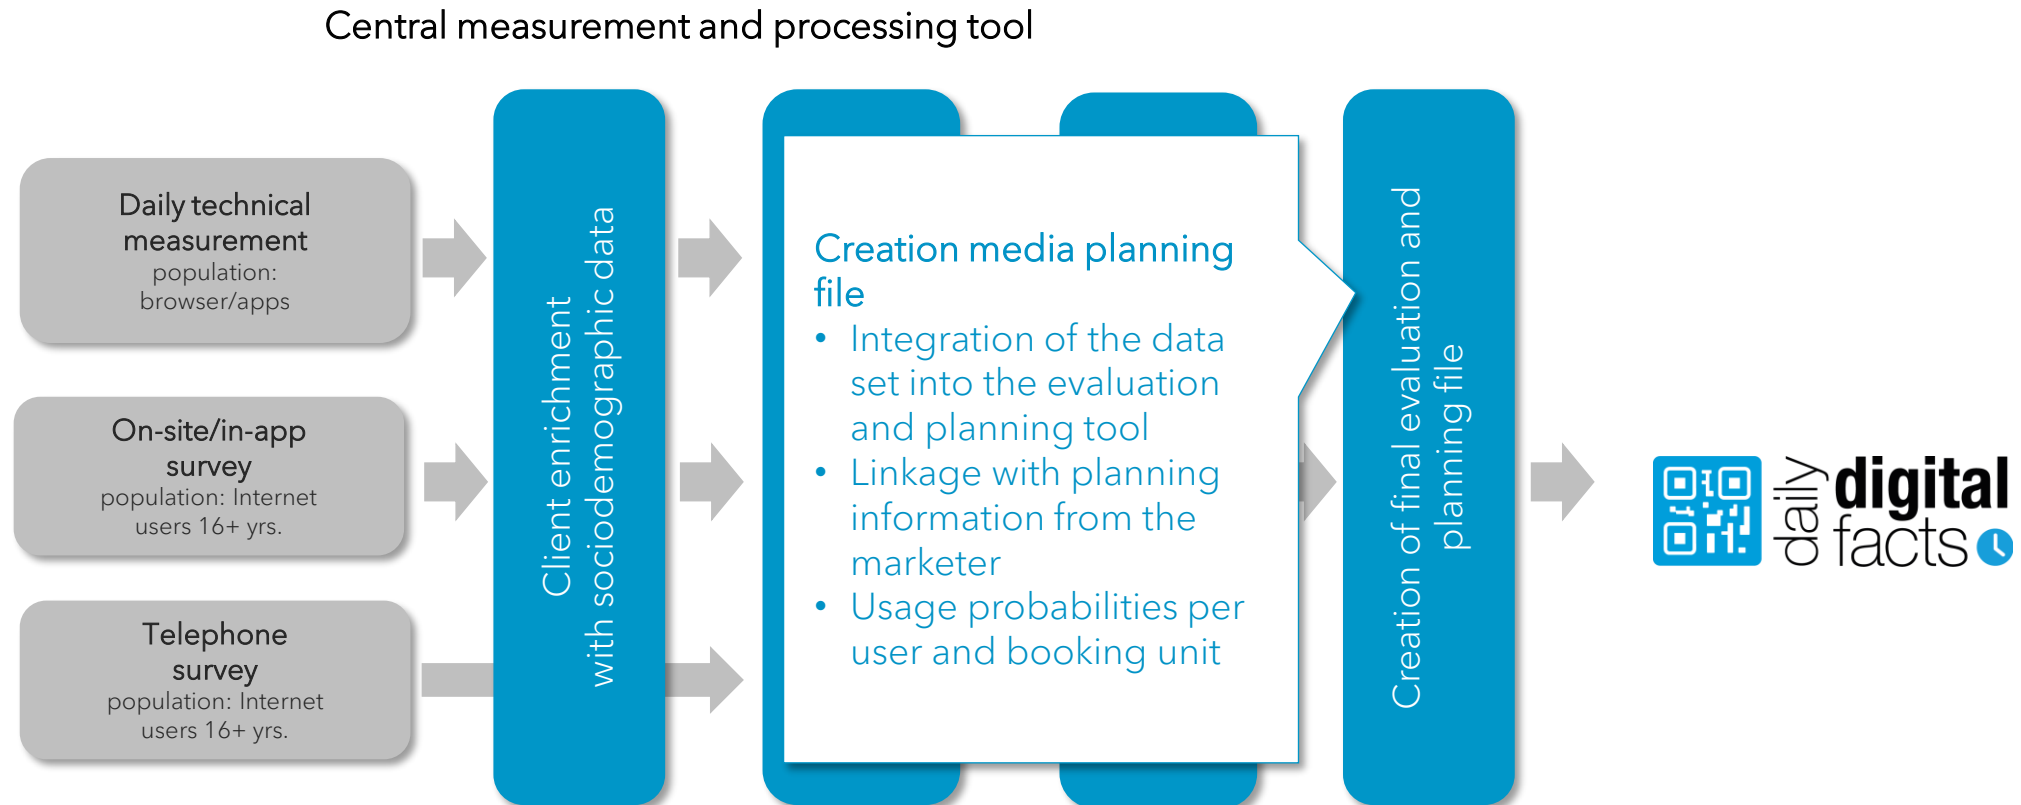 Central measurement and processing tool
Daily technical
measurement
population:
browser/apps
On-site/in-app
survey
population: Internet
users 16+ yrs.
Telephone
survey
population: Internet
users 16+ yrs.
Client enrichment
with sociodemographic data
Creation media planning
file
• Integration of the data
set into the evaluation
and planning tool
• Linkage with planning
information from the
marketer
• Usage probabilities per
user and booking unit
Creation of final evaluation and
planning file
daily
digital
facts